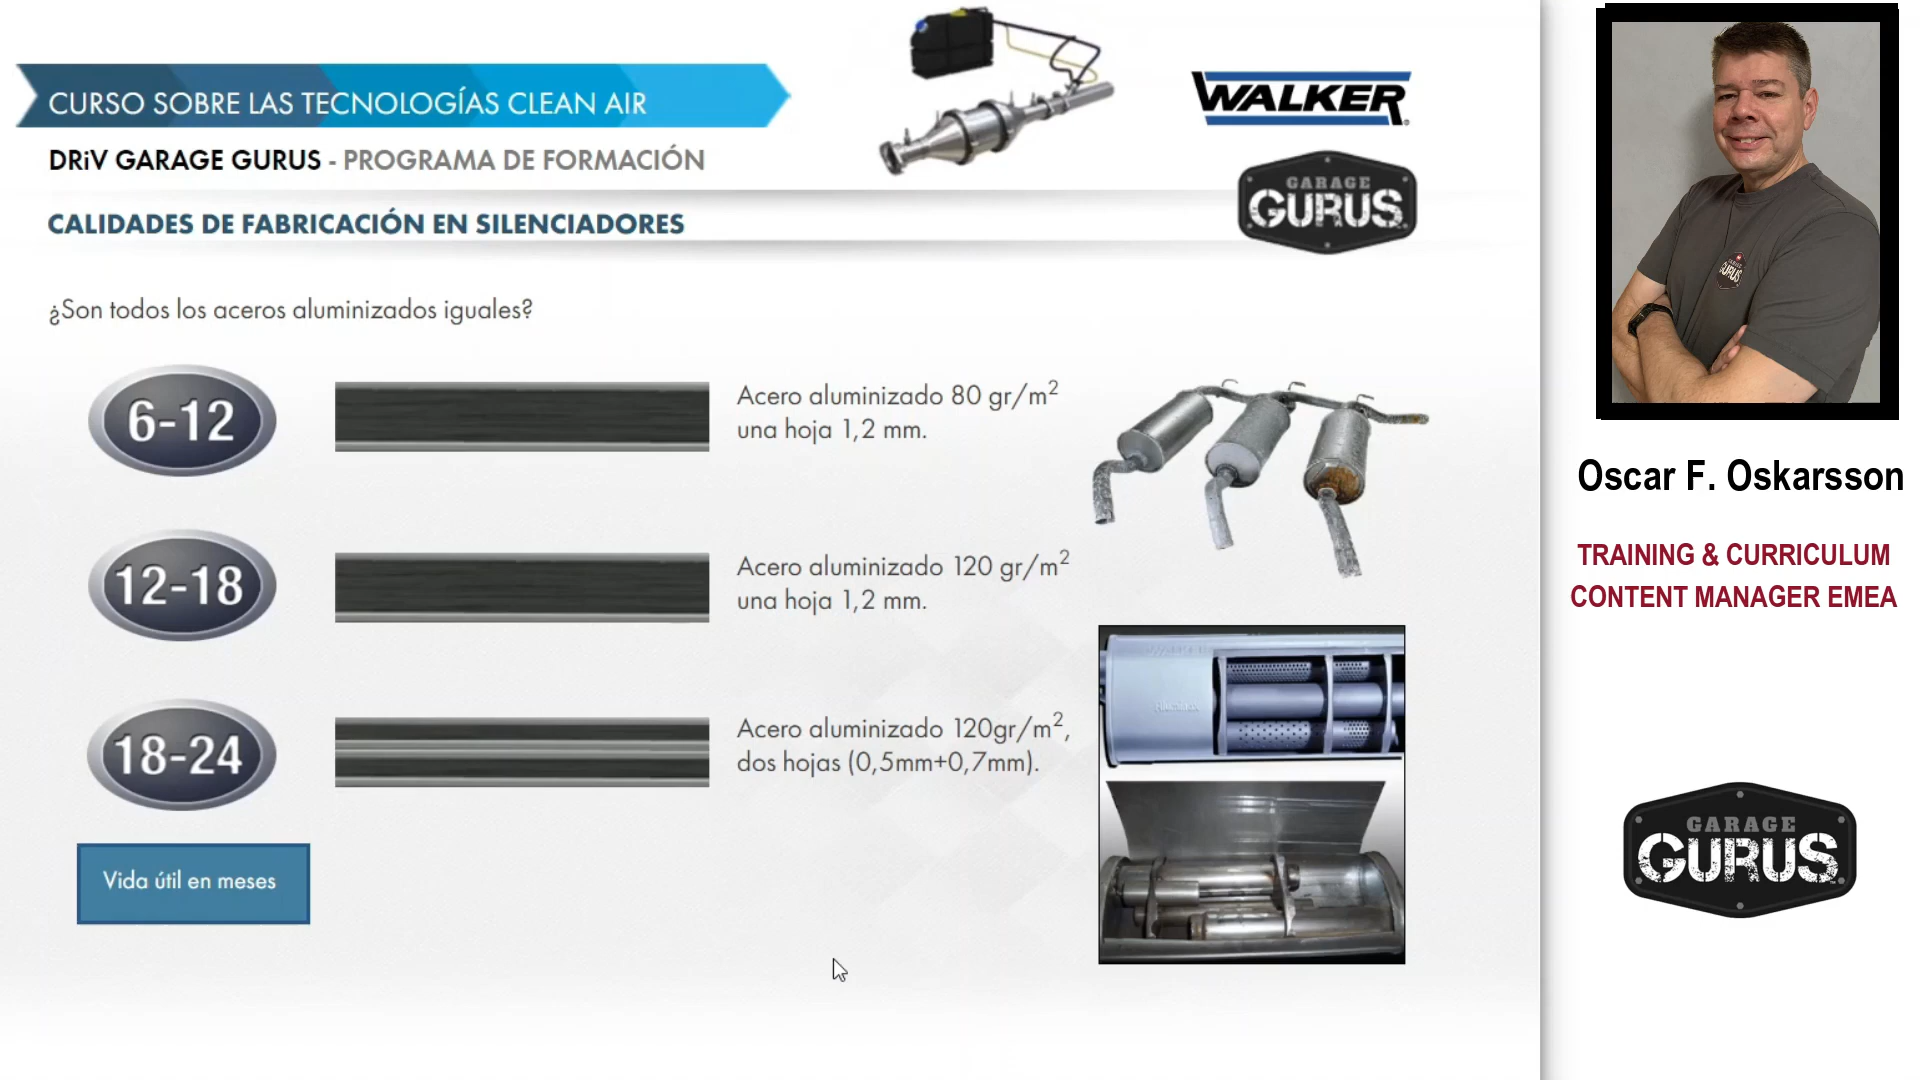 CURSO SOBRE LAS TECNOLOGÍAS CLEAN AIR
DRiV GARAGE GURUS - PROGRAMA DE FORMACIÓN
WALKER®
GARAGE
GURUS
CALIDADES DE FABRICACIÓN EN SILENCIADORES
¿Son todos los aceros aluminizados iguales?
6-12
Acero aluminizado 80 gr/m²
una hoja 1,2 mm.
12-18
Acero aluminizado 120 gr/m²
una hoja 1,2 mm.
18-24
Acero aluminizado 120gr/m²,
dos hojas (0,5mm+0,7mm).
Vida útil en meses
Oscar F. Oskarsson
TRAINING & CURRICULUM
CONTENT MANAGER EMEA
GARAGE
GURUS